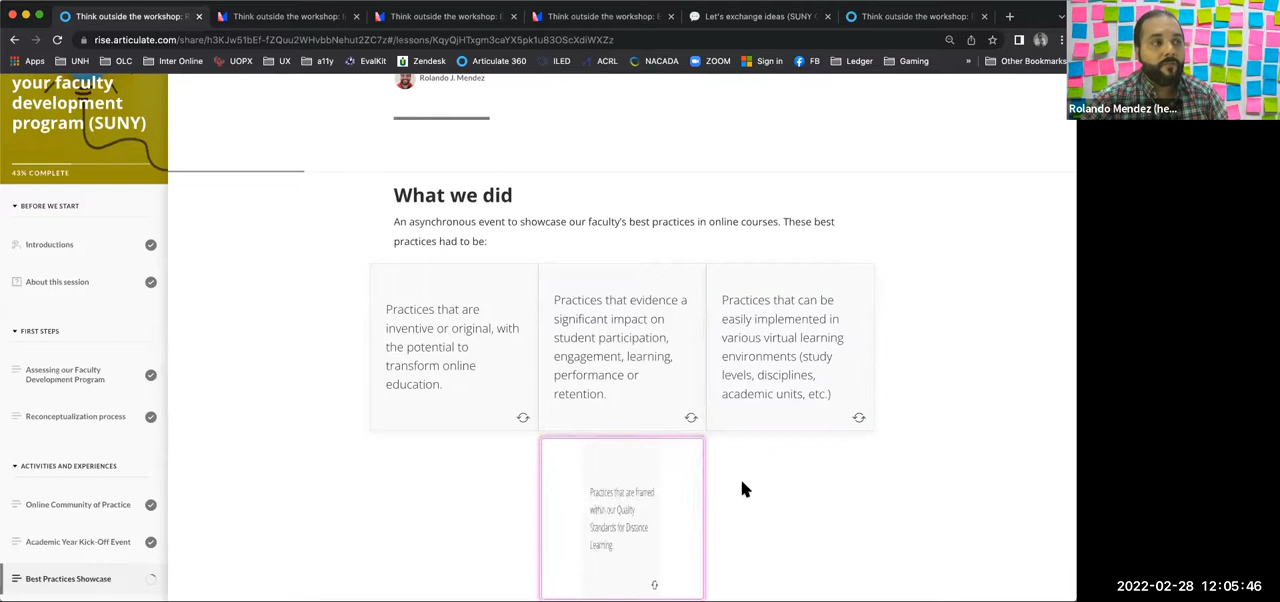 Think outside the workshop: R
Think outside the workshop: I
Think outside the workshop: 
Think outside the workshop: E
Let's exchange ideas (SUNY C
Think outside the workshop: 
rise.articulate.com/share/h3KJw51bEf-fZQuu2WHvbbNehut2ZC7z#/lessons/KqyQjHTxgm3caYX5pk1u83OScXdiWXZz
Apps
UNH
OLC
Inter Online
UOPX
UX
a11y
EvalKit
Zendesk
Articulate 360
ILED
ACRL
NACADA
ZOOM
Sign in
FB
Ledger
Gaming
»
Other Bookmarks
Rolando Mendez (he...
your faculty
development
program (SUNY)
43% COMPLETE
BEFORE WE START
Introductions
About this session
FIRST STEPS
Assessing our Faculty
Development Program
Reconceptualization process
ACTIVITIES AND EXPERIENCES
Online Community of Practice
Academic Year Kick-Off Event
Best Practices Showcase
Rolando J. Mendez
What we did
An asynchronous event to showcase our faculty's best practices in online courses. These best
practices had to be:
Practices that are
inventive or original, with
the potential to
transform online
education.
Practices that evidence a
significant impact on
student participation,
engagement, learning,
performance or
retention.
Practices that can be
easily implemented in
various virtual learning
environments (study
levels, disciplines,
academic units, etc.)
Practices that are framed
within our Quality
Standards for Distance
Learning.
2022-02-28 12:05:46